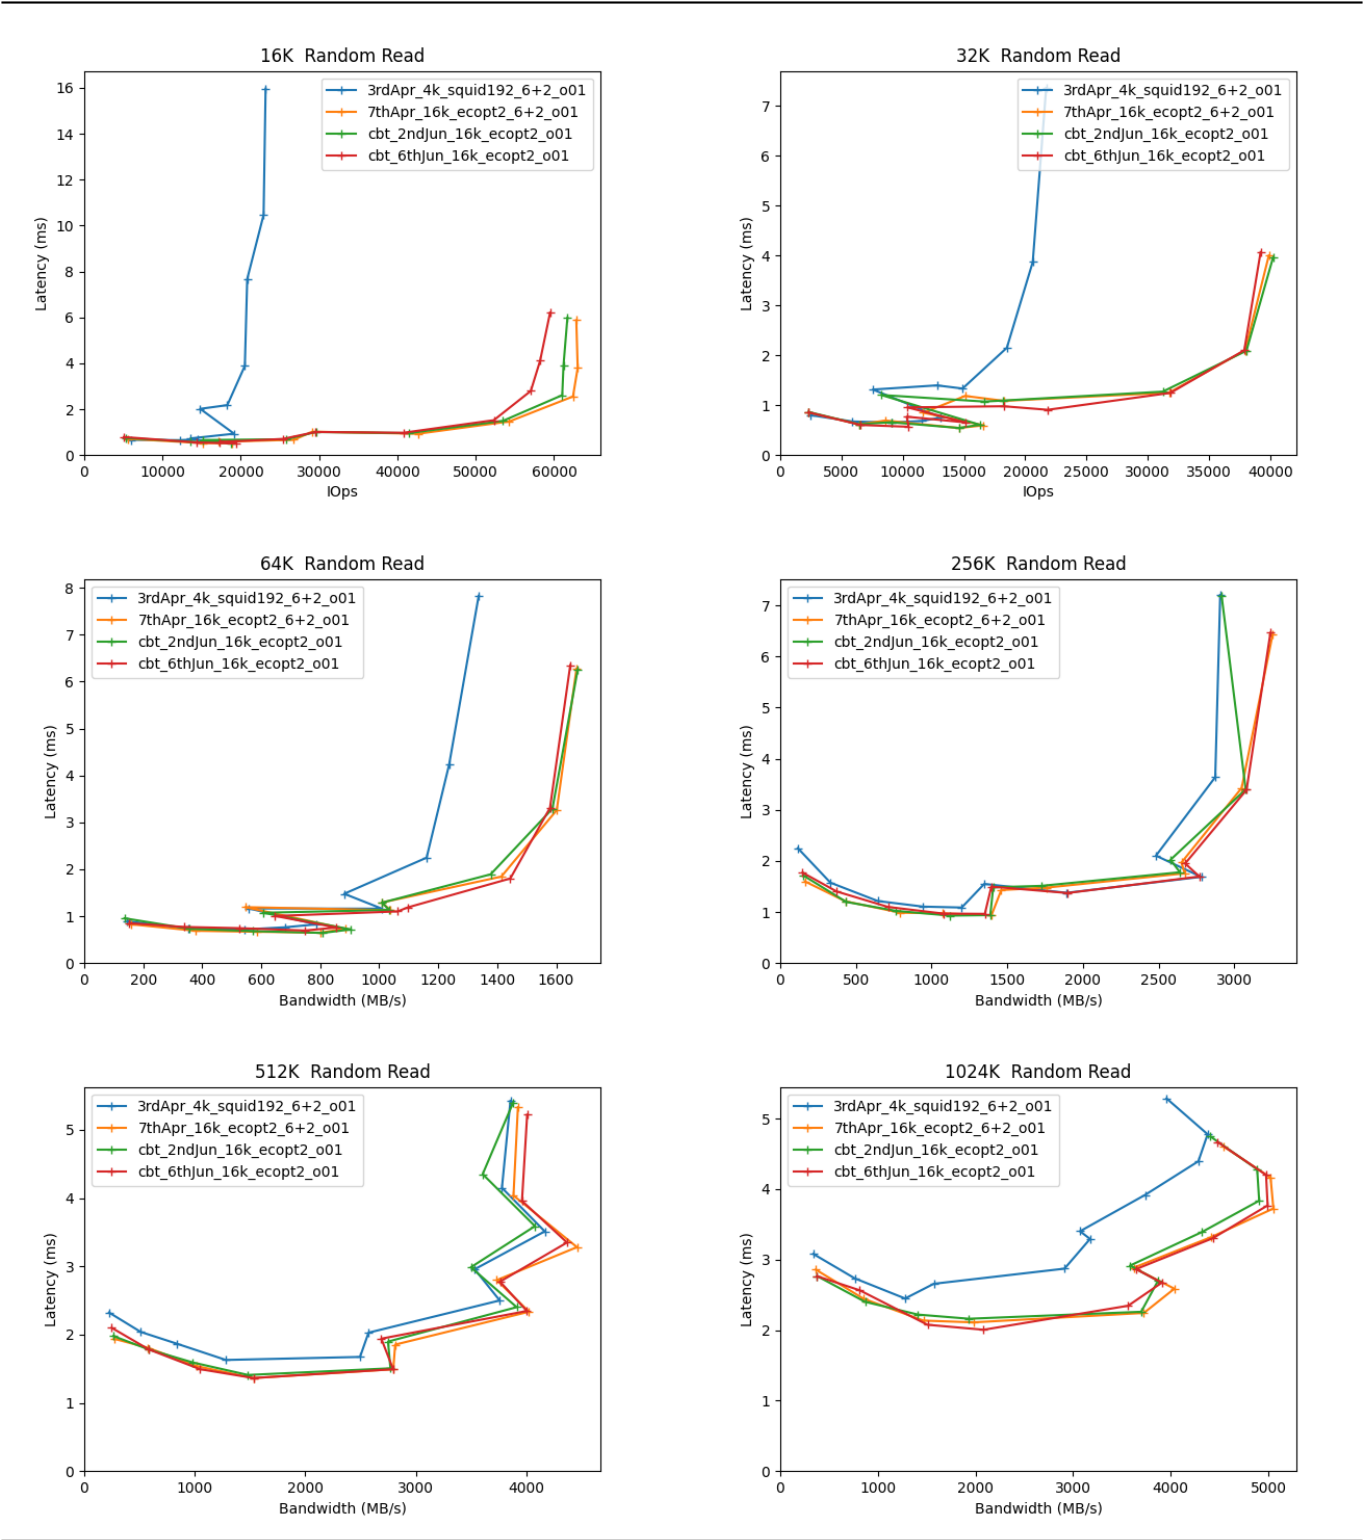 16K  Random Read
16
14
12
10
8
6
4
2
0
Latency (ms)
3rdApr_4k_squid192_6+2_o01
7thApr_16k_ecopt2_6+2_o01
cbt_2ndJun_16k_ecopt2_o01
cbt_6thJun_16k_ecopt2_o01
0 10000 20000 30000 40000 50000 60000
IOps
32K  Random Read
7
6
5
4
3
2
1
0
Latency (ms)
3rdApr_4k_squid192_6+2_o01
7thApr_16k_ecopt2_6+2_o01
cbt_2ndJun_16k_ecopt2_o01
cbt_6thJun_16k_ecopt2_o01
0 5000 10000 15000 20000 25000 30000 35000 40000
IOps
64K  Random Read
8
7
6
5
4
3
2
1
0
Latency (ms)
3rdApr_4k_squid192_6+2_o01
7thApr_16k_ecopt2_6+2_o01
cbt_2ndJun_16k_ecopt2_o01
cbt_6thJun_16k_ecopt2_o01
0 200 400 600 800 1000 1200 1400 1600
Bandwidth (MB/s)
256K  Random Read
7
6
5
4
3
2
1
0
Latency (ms)
3rdApr_4k_squid192_6+2_o01
7thApr_16k_ecopt2_6+2_o01
cbt_2ndJun_16k_ecopt2_o01
cbt_6thJun_16k_ecopt2_o01
0 500 1000 1500 2000 2500 3000
Bandwidth (MB/s)
512K  Random Read
5
4
3
2
1
0
Latency (ms)
3rdApr_4k_squid192_6+2_o01
7thApr_16k_ecopt2_6+2_o01
cbt_2ndJun_16k_ecopt2_o01
cbt_6thJun_16k_ecopt2_o01
0 1000 2000 3000 4000
Bandwidth (MB/s)
1024K  Random Read
5
4
3
2
1
0
Latency (ms)
3rdApr_4k_squid192_6+2_o01
7thApr_16k_ecopt2_6+2_o01
cbt_2ndJun_16k_ecopt2_o01
cbt_6thJun_16k_ecopt2_o01
0 1000 2000 3000 4000 5000
Bandwidth (MB/s)